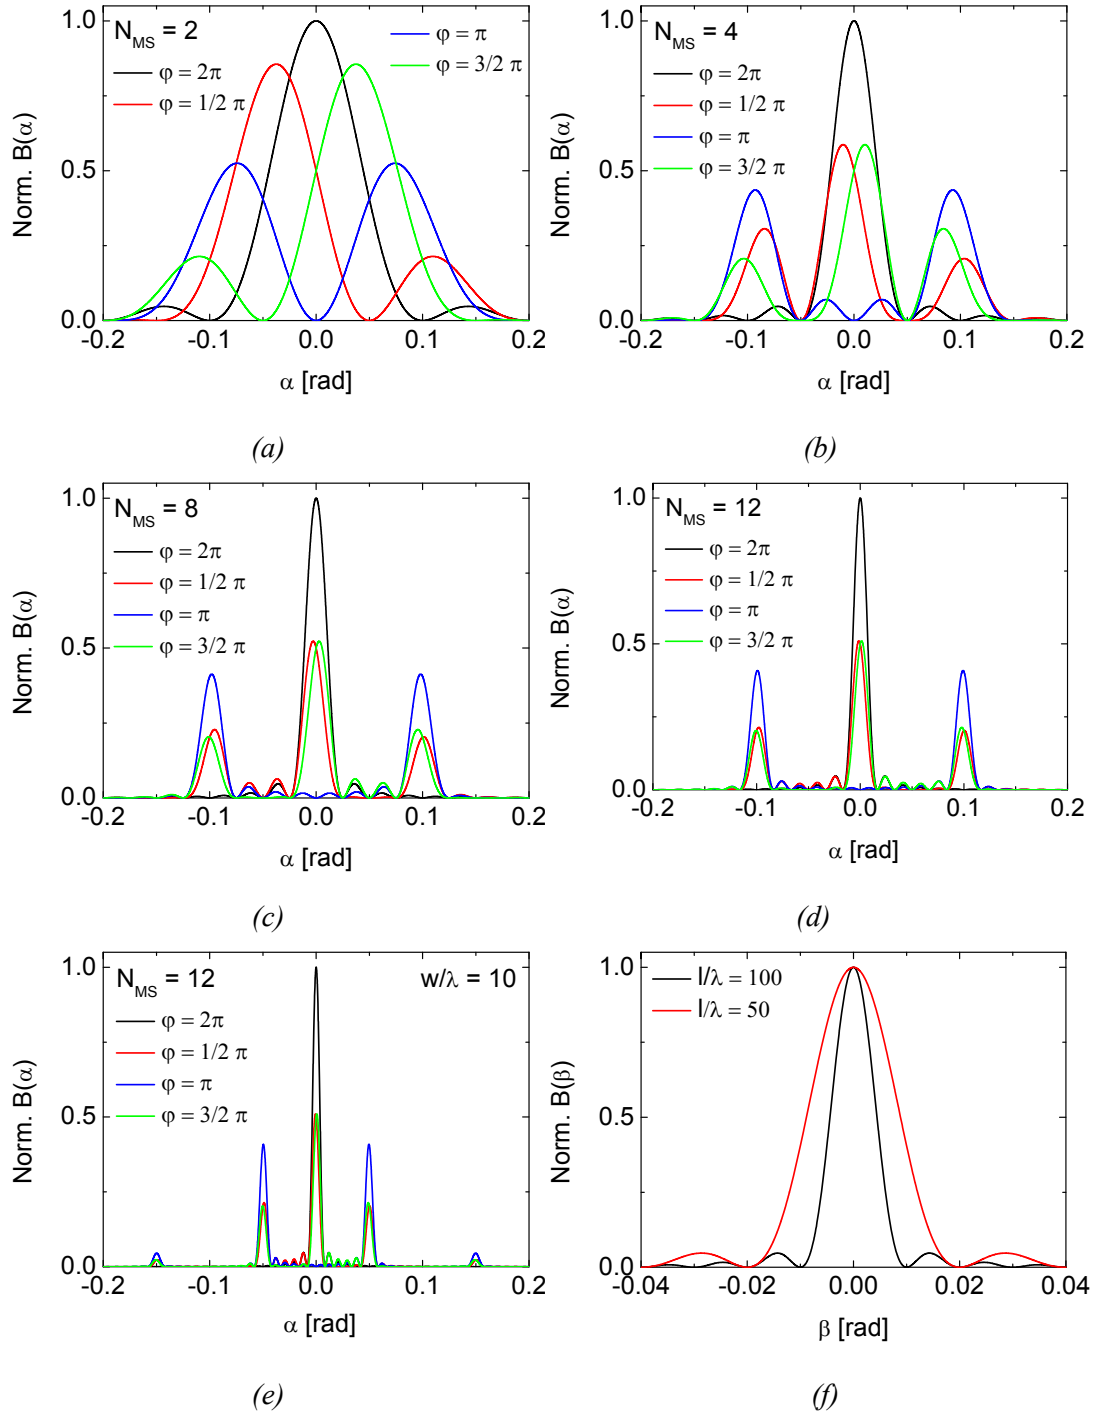 1.0
0.5
0.0
Norm. B(α)
N_MS = 2
φ = 2π
φ = 1/2 π
φ = π
φ = 3/2 π
-0.2 -0.1 0.0 0.1 0.2
α [rad]
(a)
1.0
0.5
0.0
Norm. B(α)
N_MS = 4
φ = 2π
φ = 1/2 π
φ = π
φ = 3/2 π
-0.2 -0.1 0.0 0.1 0.2
α [rad]
(b)
1.0
0.5
0.0
Norm. B(α)
N_MS = 8
φ = 2π
φ = 1/2 π
φ = π
φ = 3/2 π
-0.2 -0.1 0.0 0.1 0.2
α [rad]
(c)
1.0
0.5
0.0
Norm. B(α)
N_MS = 12
φ = 2π
φ = 1/2 π
φ = π
φ = 3/2 π
-0.2 -0.1 0.0 0.1 0.2
α [rad]
(d)
1.0
0.5
0.0
Norm. B(α)
N_MS = 12 w/λ = 10
φ = 2π
φ = 1/2 π
φ = π
φ = 3/2 π
-0.2 -0.1 0.0 0.1 0.2
α [rad]
(e)
1.0
0.5
0.0
Norm. B(β)
l/λ = 100
l/λ = 50
-0.04 -0.02 0.00 0.02 0.04
β [rad]
(f)